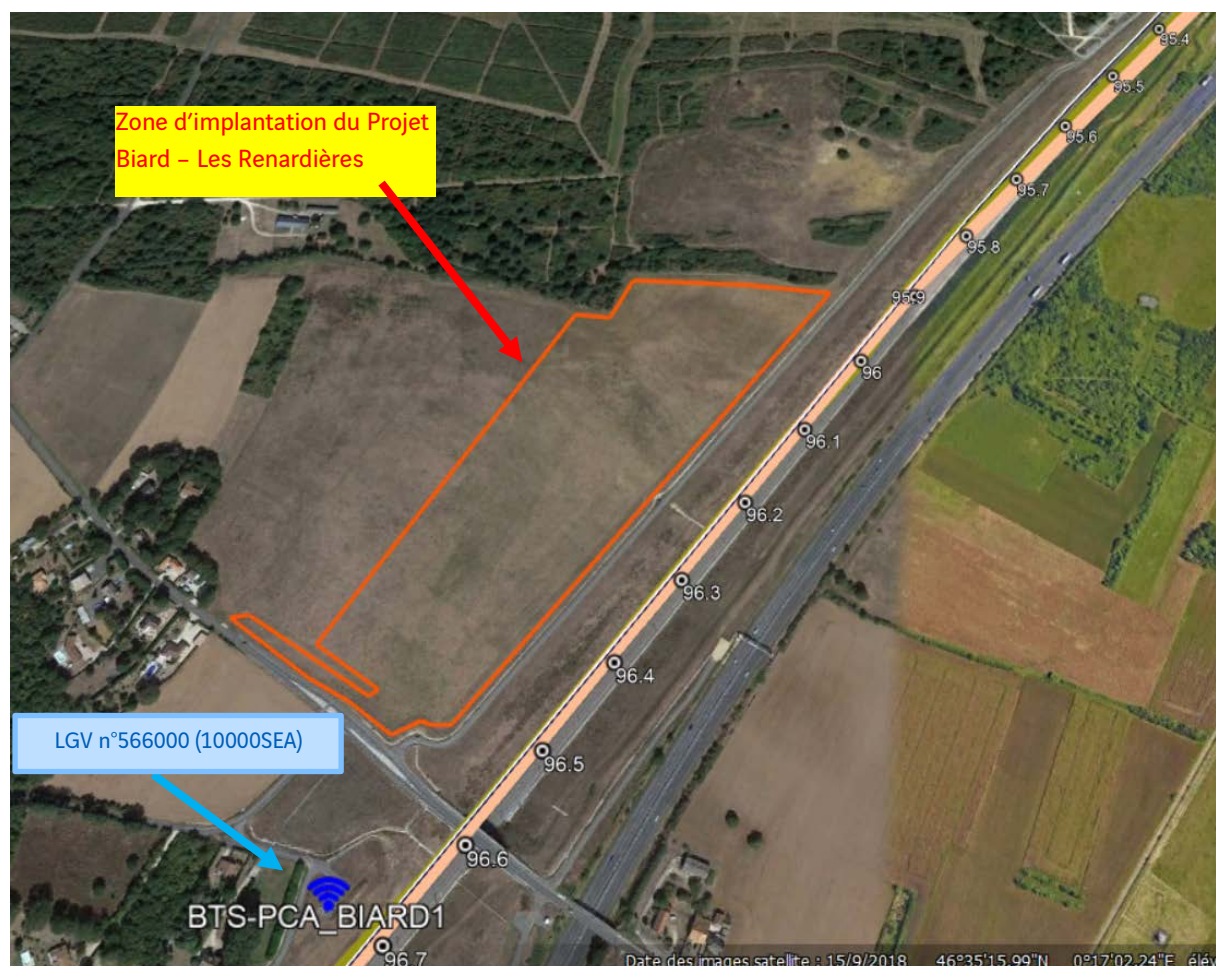 95.4
95.5
Zone d'implantation du Projet
Biard – Les Renardières
95.6
95.7
95.8
95.9
96
96.1
96.2
96.3
96.4
LGV n°566000 (10000SEA)
96.5
96.6
BTS-PCA_BIARD1
96.7
Date des images satellite : 15/9/2018 46°35'15.99"N 0°17'02.24"E élév